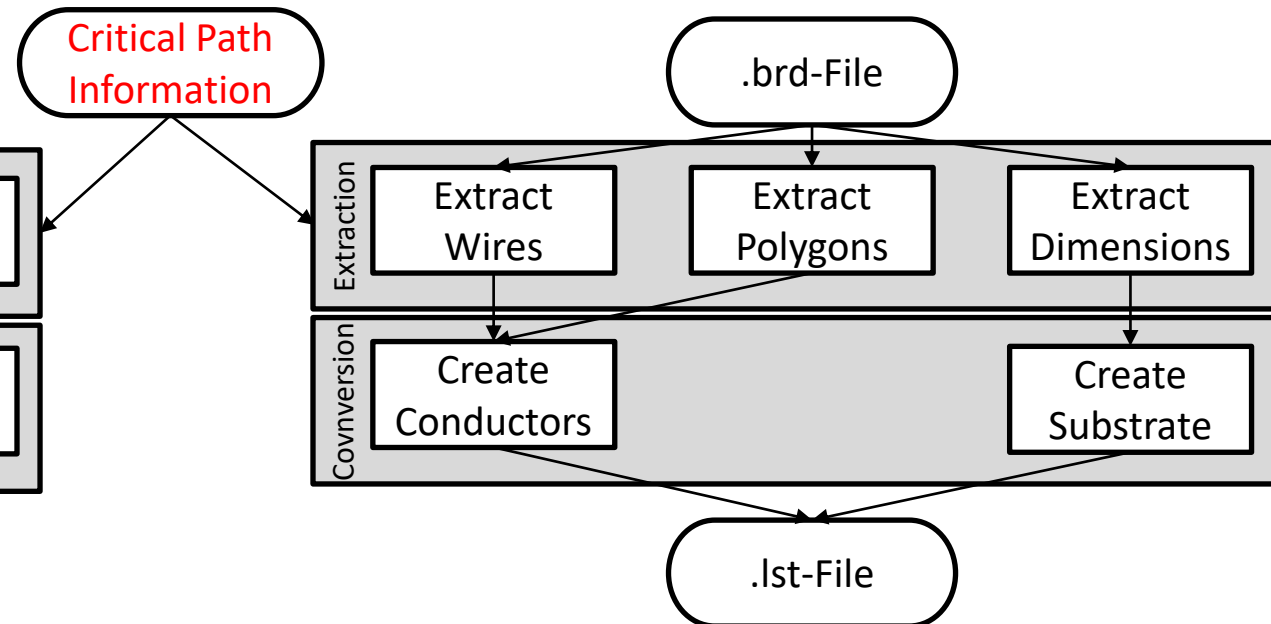 Critical Path
Information
.brd-File
Extraction
Extract
Wires
Extract
Polygons
Extract
Dimensions
Covnversion
Create
Conductors
Create
Substrate
.lst-File